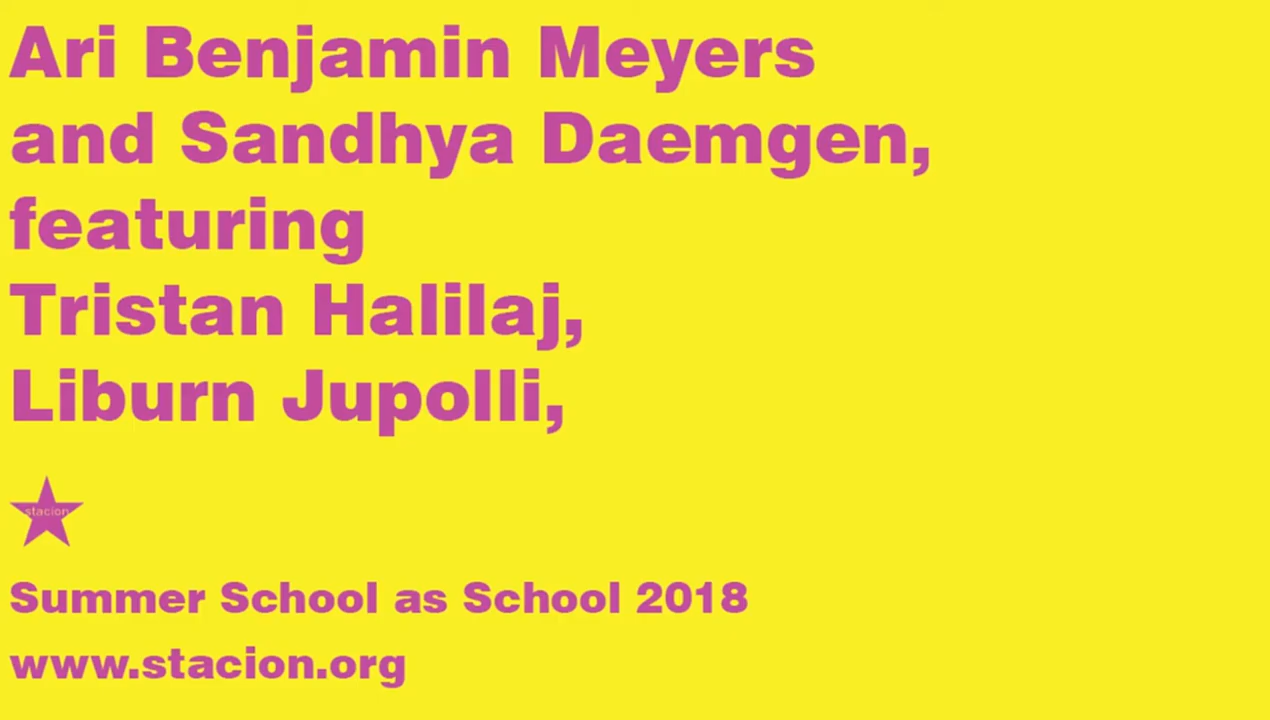 Ari Benjamin Meyers
and Sandhya Daemgen,
featuring
Tristan Halilaj,
Liburn Jupolli,
stacion
Summer School as School 2018
www.stacion.org